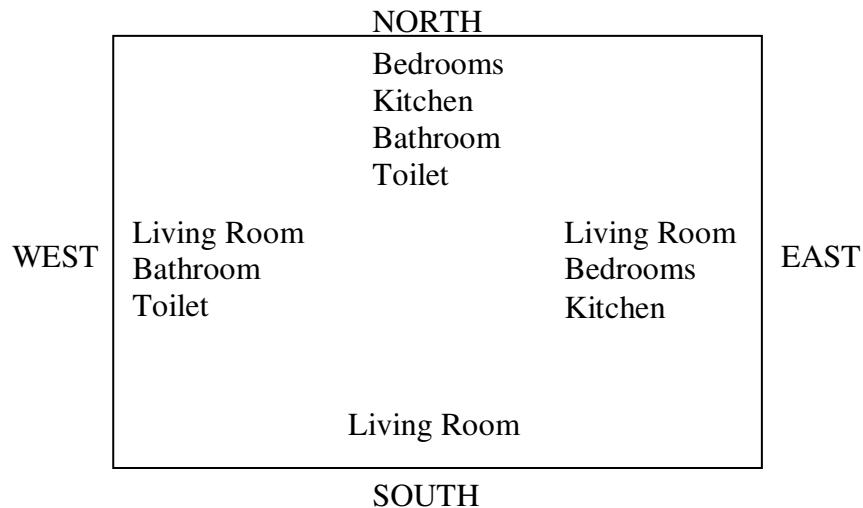 NORTH
Bedrooms
Kitchen
Bathroom
Toilet
WEST
Living Room
Bathroom
Toilet
Living Room
Bedrooms
Kitchen
EAST
Living Room
SOUTH